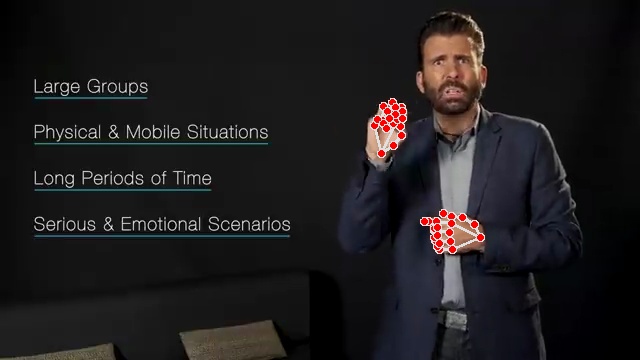 Large Groups
Physical & Mobile Situations
Long Periods of Time
Serious & Emotional Scenarios